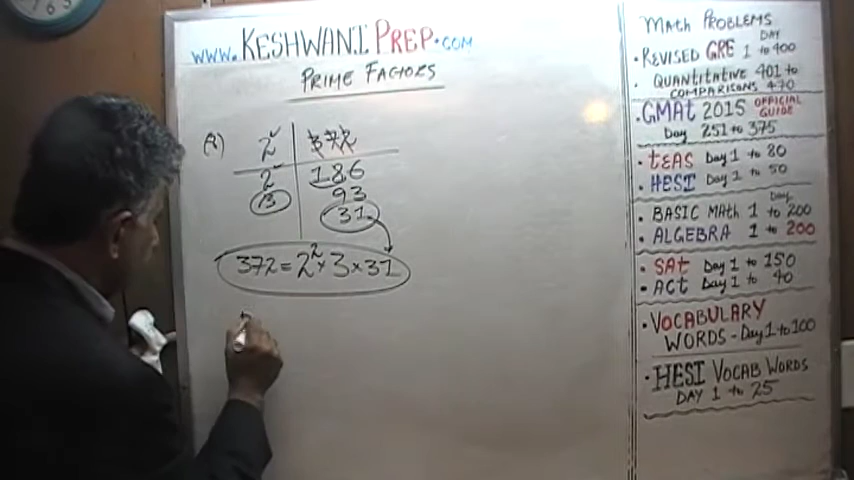 www.KESHWANI PREP.COM
PRIME FACTORS
2 372
2 186
3 93
31
372 = 2² × 3 × 31
MATH PROBLEMS
DAY
• REVISED GRE 1 to 400
• QUANTITATIVE 401 to
COMPARISONS 470
• GMAT 2015 OFFICIAL GUIDE
Day 251 to 375
• TEAS Day 1 to 80
• HESI Day 1 to 50
Day
• BASIC MATH 1 to 200
• ALGEBRA 1 to 200
• SAT Day 1 to 150
• ACT Day 1 to 40
• VOCABULARY
WORDS - Day 1 to 100
• HESI VOCAB WORDS
DAY 1 to 25